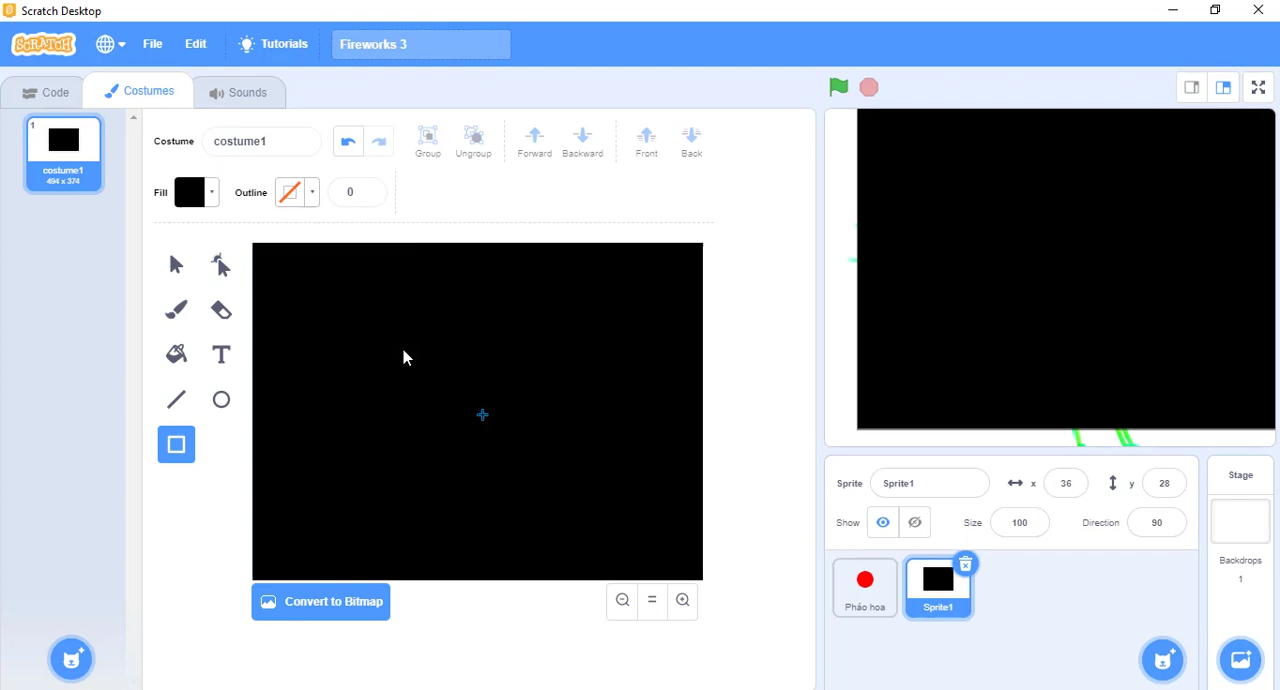 Scratch Desktop
SCRATCH File Edit Tutorials Fireworks 3
Code Costumes Sounds
1
costume1
494 x 374
Costume costume1 Group Ungroup Forward Backward Front Back
Fill Outline 0
T
Convert to Bitmap
Sprite Sprite1 x 36 y 28
Show Size 100 Direction 90
Pháo hoa
Sprite1
Stage
Backdrops
1